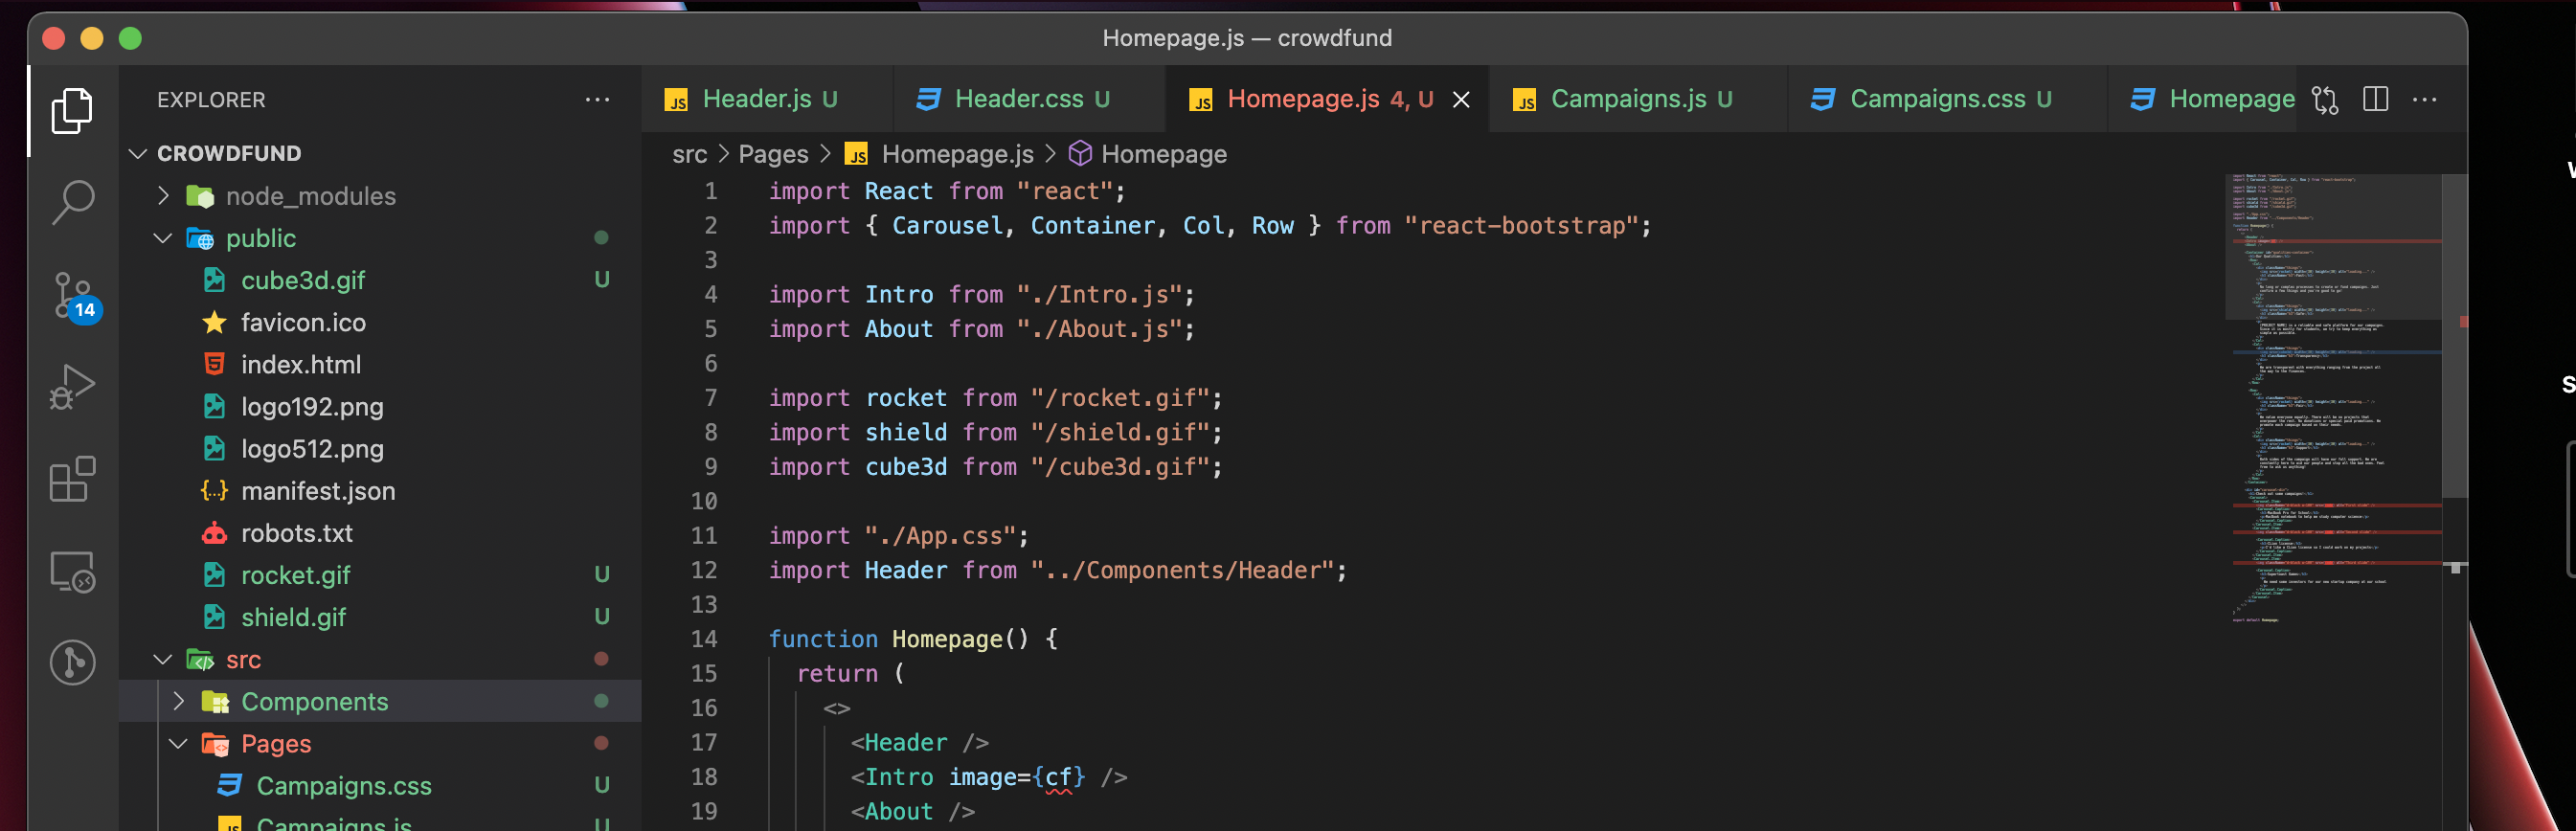 Homepage.js — crowdfund
EXPLORER
CROWDFUND
node_modules
public
cube3d.gif U
favicon.ico
index.html
logo192.png
logo512.png
manifest.json
robots.txt
rocket.gif U
shield.gif U
src
Components
Pages
Campaigns.css U
Campaigns.js U
14
Header.js U
Header.css U
Homepage.js 4, U
Campaigns.js U
Campaigns.css U
Homepage
src > Pages > JS Homepage.js > Homepage
1 import React from "react";
2 import { Carousel, Container, Col, Row } from "react-bootstrap";
3
4 import Intro from "./Intro.js";
5 import About from "./About.js";
6
7 import rocket from "/rocket.gif";
8 import shield from "/shield.gif";
9 import cube3d from "/cube3d.gif";
10
11 import "./App.css";
12 import Header from "../Components/Header";
13
14 function Homepage() {
15 return (
16 <>
17 <Header />
18 <Intro image={cf} />
19 <About />